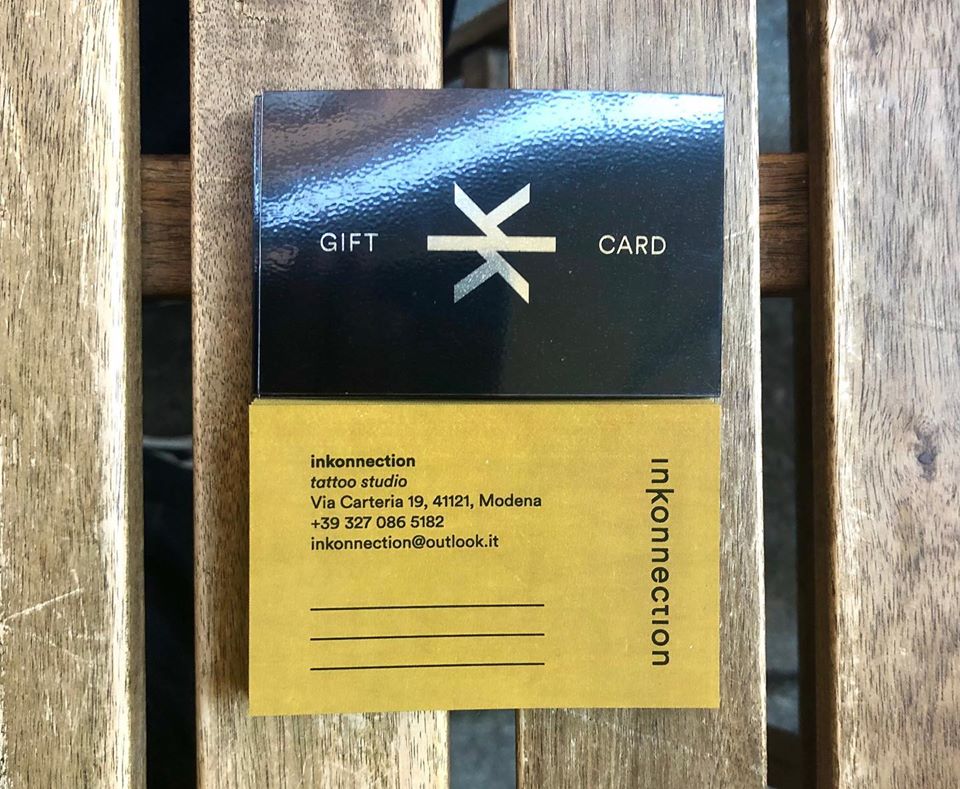 GIFT CARD
inkonnection
tattoo studio
Via Carteria 19, 41121, Modena
+39 327 086 5182
inkonnection@outlook.it
inkonnection